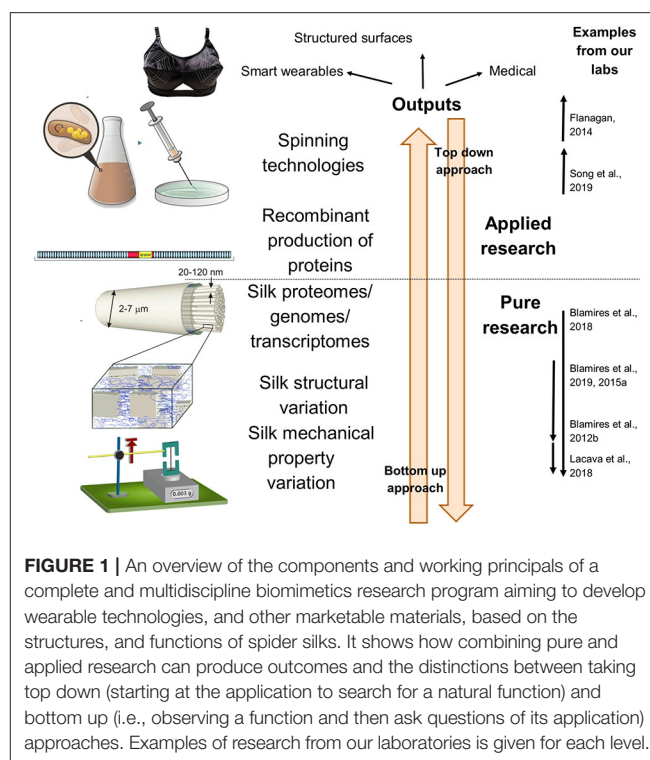 Structured surfaces
Examples
from our
labs
Smart wearables
Medical
Outputs
Flanagan,
2014
Spinning
technologies
Top down
approach
Song et al.,
2019
Recombinant
production of
proteins
Applied
research
20-120 nm
2-7 μm
Silk proteomes/
genomes/
transcriptomes
Pure
research
Blamires et al.,
2018
Blamires et al.,
2019, 2015a
Silk structural
variation
Blamires et al.,
2012b
Silk mechanical
property
variation
Bottom up
approach
Lacava et al.,
2018
0.003 g
FIGURE 1 | An overview of the components and working principals of a
complete and multidiscipline biomimetics research program aiming to develop
wearable technologies, and other marketable materials, based on the
structures, and functions of spider silks. It shows how combining pure and
applied research can produce outcomes and the distinctions between taking
top down (starting at the application to search for a natural function) and
bottom up (i.e., observing a function and then ask questions of its application)
approaches. Examples of research from our laboratories is given for each level.